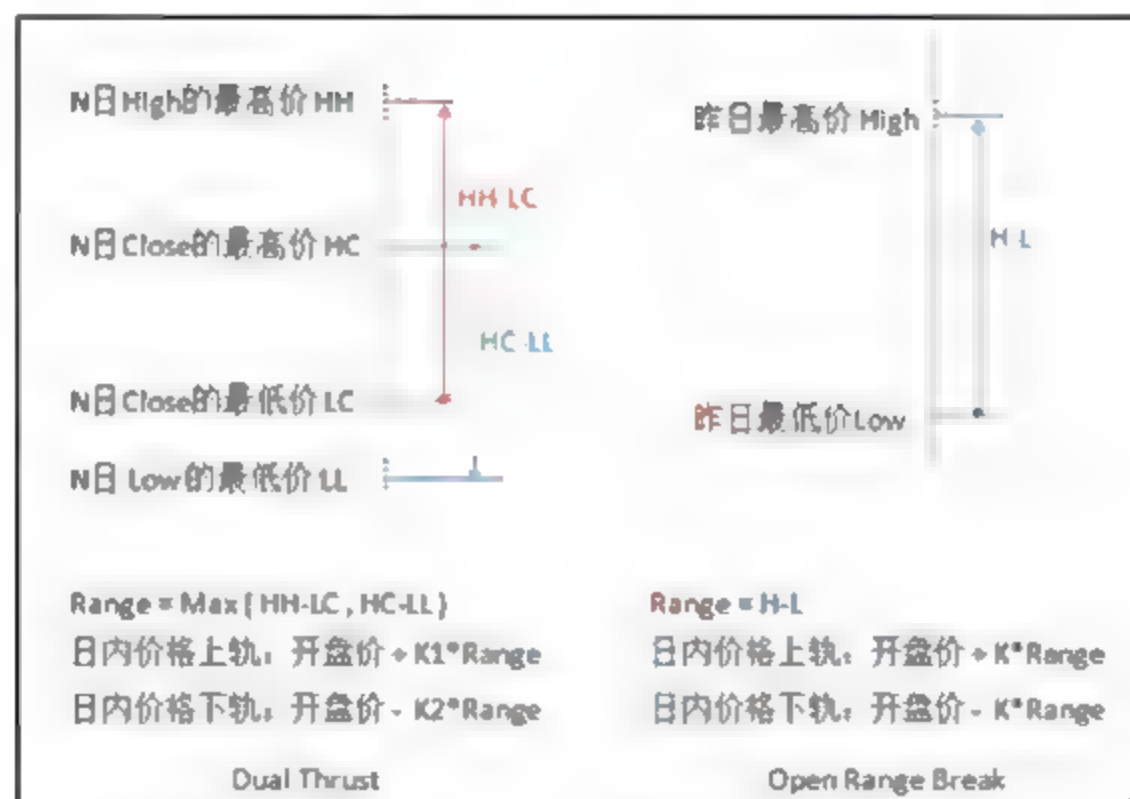 N日High的最高价 HH
HH-LC
N日Close的最高价 HC
HC-LL
N日Close的最低价 LC
N日 Low的最低价 LL
Range = Max ( HH-LC , HC-LL )
日内价格上轨：开盘价 + K1*Range
日内价格下轨：开盘价 - K2*Range
Dual Thrust
昨日最高价 High
H-L
昨日最低价Low
Range = H-L
日内价格上轨：开盘价 + K*Range
日内价格下轨：开盘价 - K*Range
Open Range Break